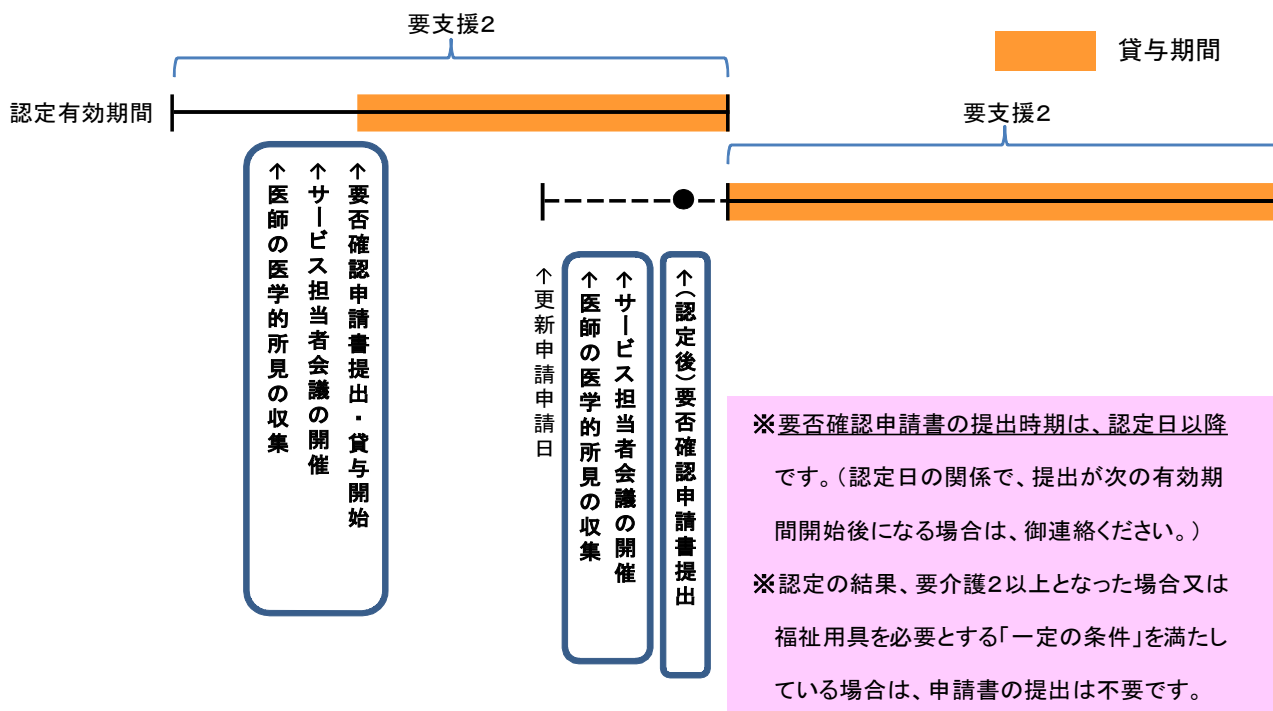 要支援2
貸与期間
認定有効期間
要支援2
↑要否確認申請書提出・貸与開始
↑サービス担当者会議の開催
↑医師の医学的所見の収集
↑更新申請申請日
↑医師の医学的所見の収集
↑サービス担当者会議の開催
↑(認定後)要否確認申請書提出
※要否確認申請書の提出時期は、認定日以降
です。(認定日の関係で、提出が次の有効期
間開始後になる場合は、御連絡ください。)
※認定の結果、要介護2以上となった場合又は
福祉用具を必要とする「一定の条件」を満たし
ている場合は、申請書の提出は不要です。